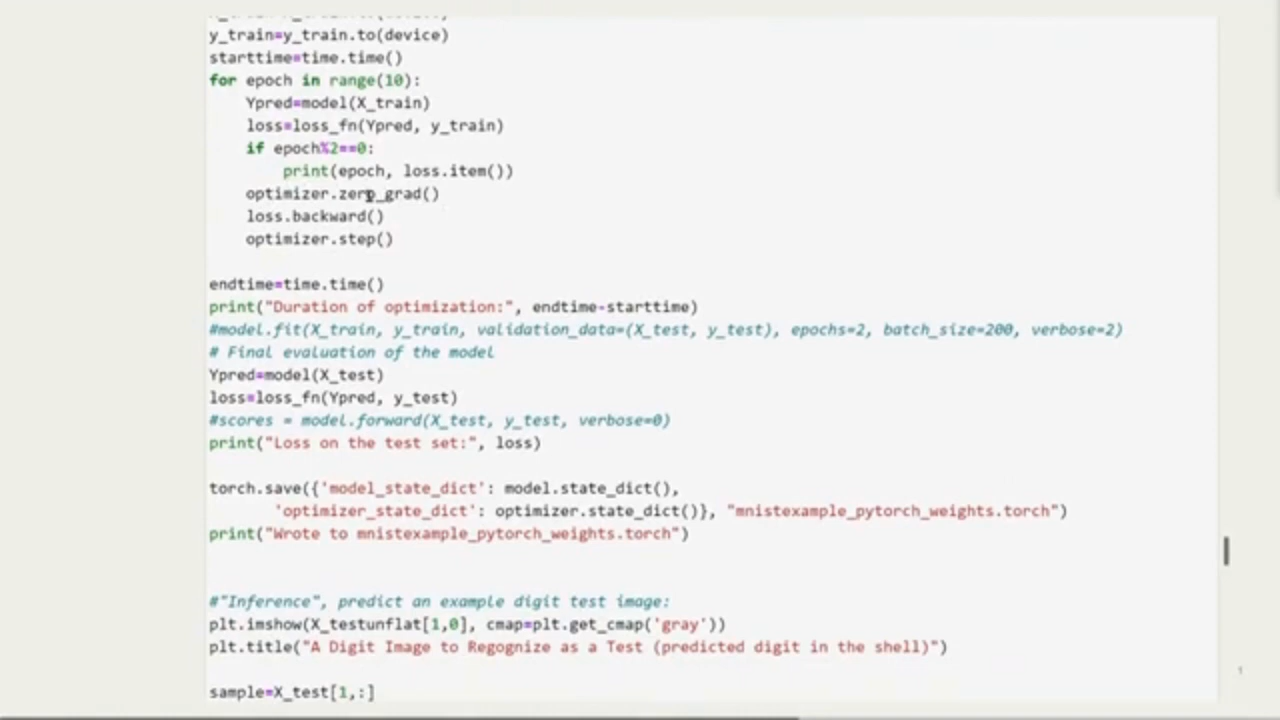 y_train=y_train.to(device)
starttime=time.time()
for epoch in range(10):
    Ypred=model(X_train)
    loss=loss_fn(Ypred, y_train)
    if epoch%2==0:
        print(epoch, loss.item())
    optimizer.zero_grad()
    loss.backward()
    optimizer.step()
endtime=time.time()
print("Duration of optimization:", endtime-starttime)
#model.fit(X_train, y_train, validation_data=(X_test, y_test), epochs=2, batch_size=200, verbose=2)
# Final evaluation of the model
Ypred=model(X_test)
loss=loss_fn(Ypred, y_test)
#scores = model.forward(X_test, y_test, verbose=0)
print("Loss on the test set:", loss)
torch.save({'model_state_dict': model.state_dict(),
       'optimizer_state_dict': optimizer.state_dict()}, "mnistexample_pytorch_weights.torch")
print("Wrote to mnistexample_pytorch_weights.torch")
#"Inference", predict an example digit test image:
plt.imshow(X_testunflat[1,0], cmap=plt.get_cmap('gray'))
plt.title("A Digit Image to Regognize as a Test (predicted digit in the shell)")
sample=X_test[1,:]